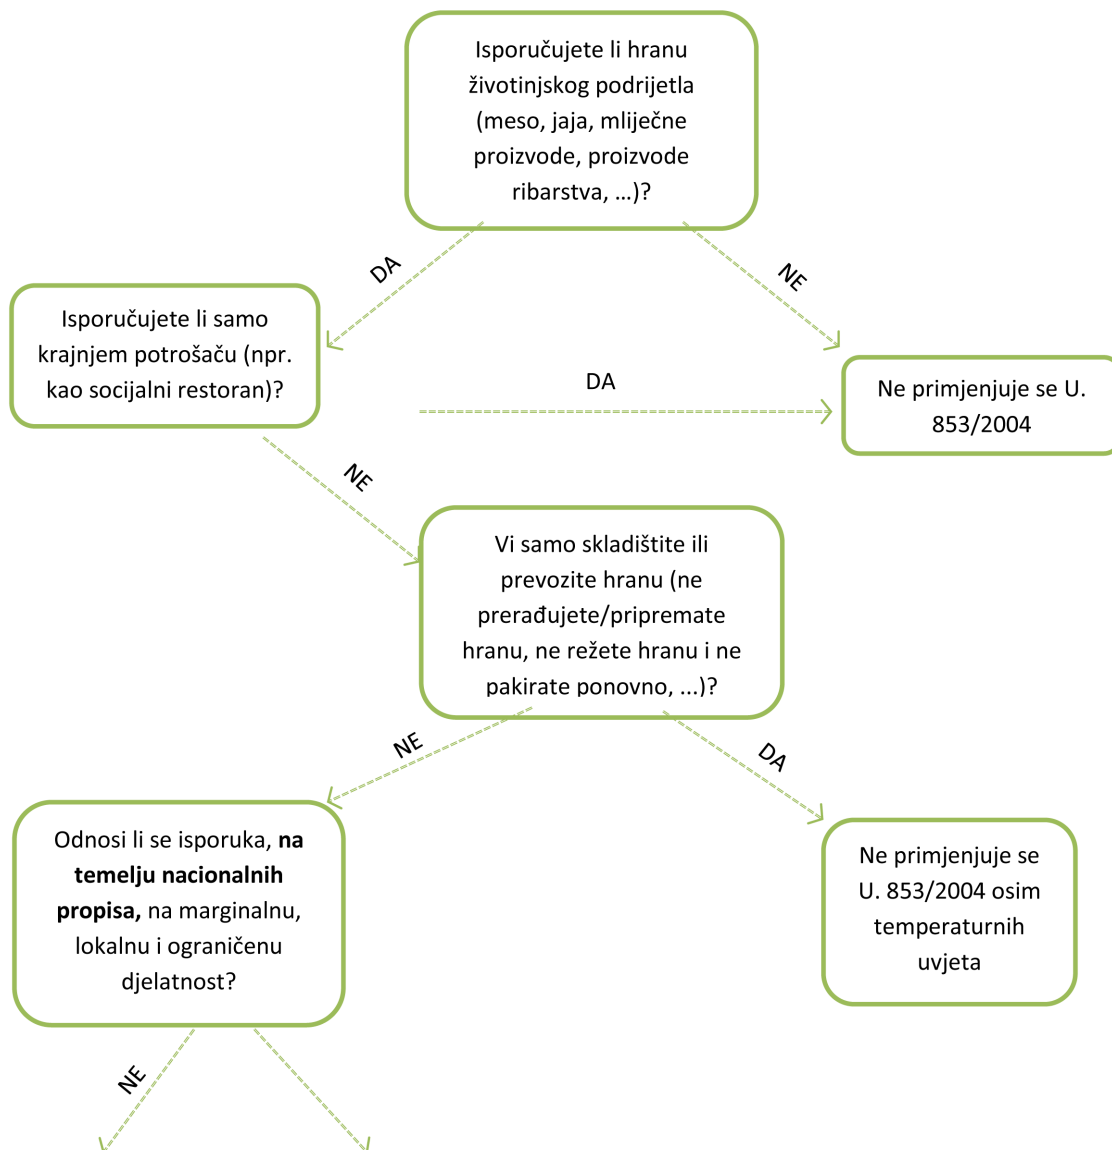 Isporučujete li hranu
životinjskog podrijetla
(meso, jaja, mliječne
proizvode, proizvode
ribarstva, ...)?
DA
NE
Isporučujete li samo
krajnjem potrošaču (npr.
kao socijalni restoran)?
DA
Ne primjenjuje se U.
853/2004
NE
Vi samo skladištite ili
prevozite hranu (ne
prerađujete/pripremate
hranu, ne režete hranu i ne
pakirate ponovno, ...)?
NE
DA
Odnosi li se isporuka, na
temelju nacionalnih
propisa, na marginalnu,
lokalnu i ograničenu
djelatnost?
Ne primjenjuje se
U. 853/2004 osim
temperaturnih
uvjeta
NE